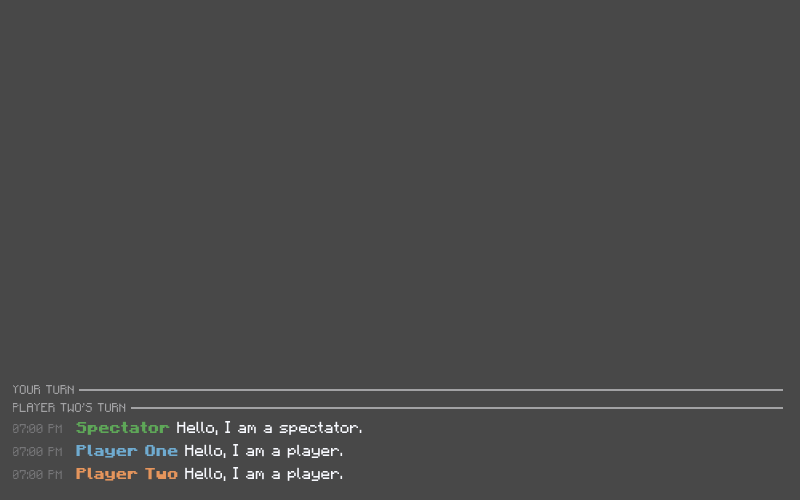 YOUR TURN
PLAYER TWO'S TURN
07:00 PM Spectator Hello, I am a spectator.
07:00 PM Player One Hello, I am a player.
07:00 PM Player Two Hello, I am a player.